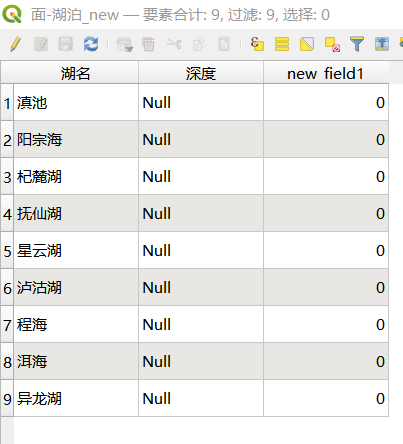 面-湖泊_new — 要素合计: 9, 过滤: 9, 选择: 0
湖名 深度 new_field1
1 滇池 Null 0
2 阳宗海 Null 0
3 杞麓湖 Null 0
4 抚仙湖 Null 0
5 星云湖 Null 0
6 泸沽湖 Null 0
7 程海 Null 0
8 洱海 Null 0
9 异龙湖 Null 0